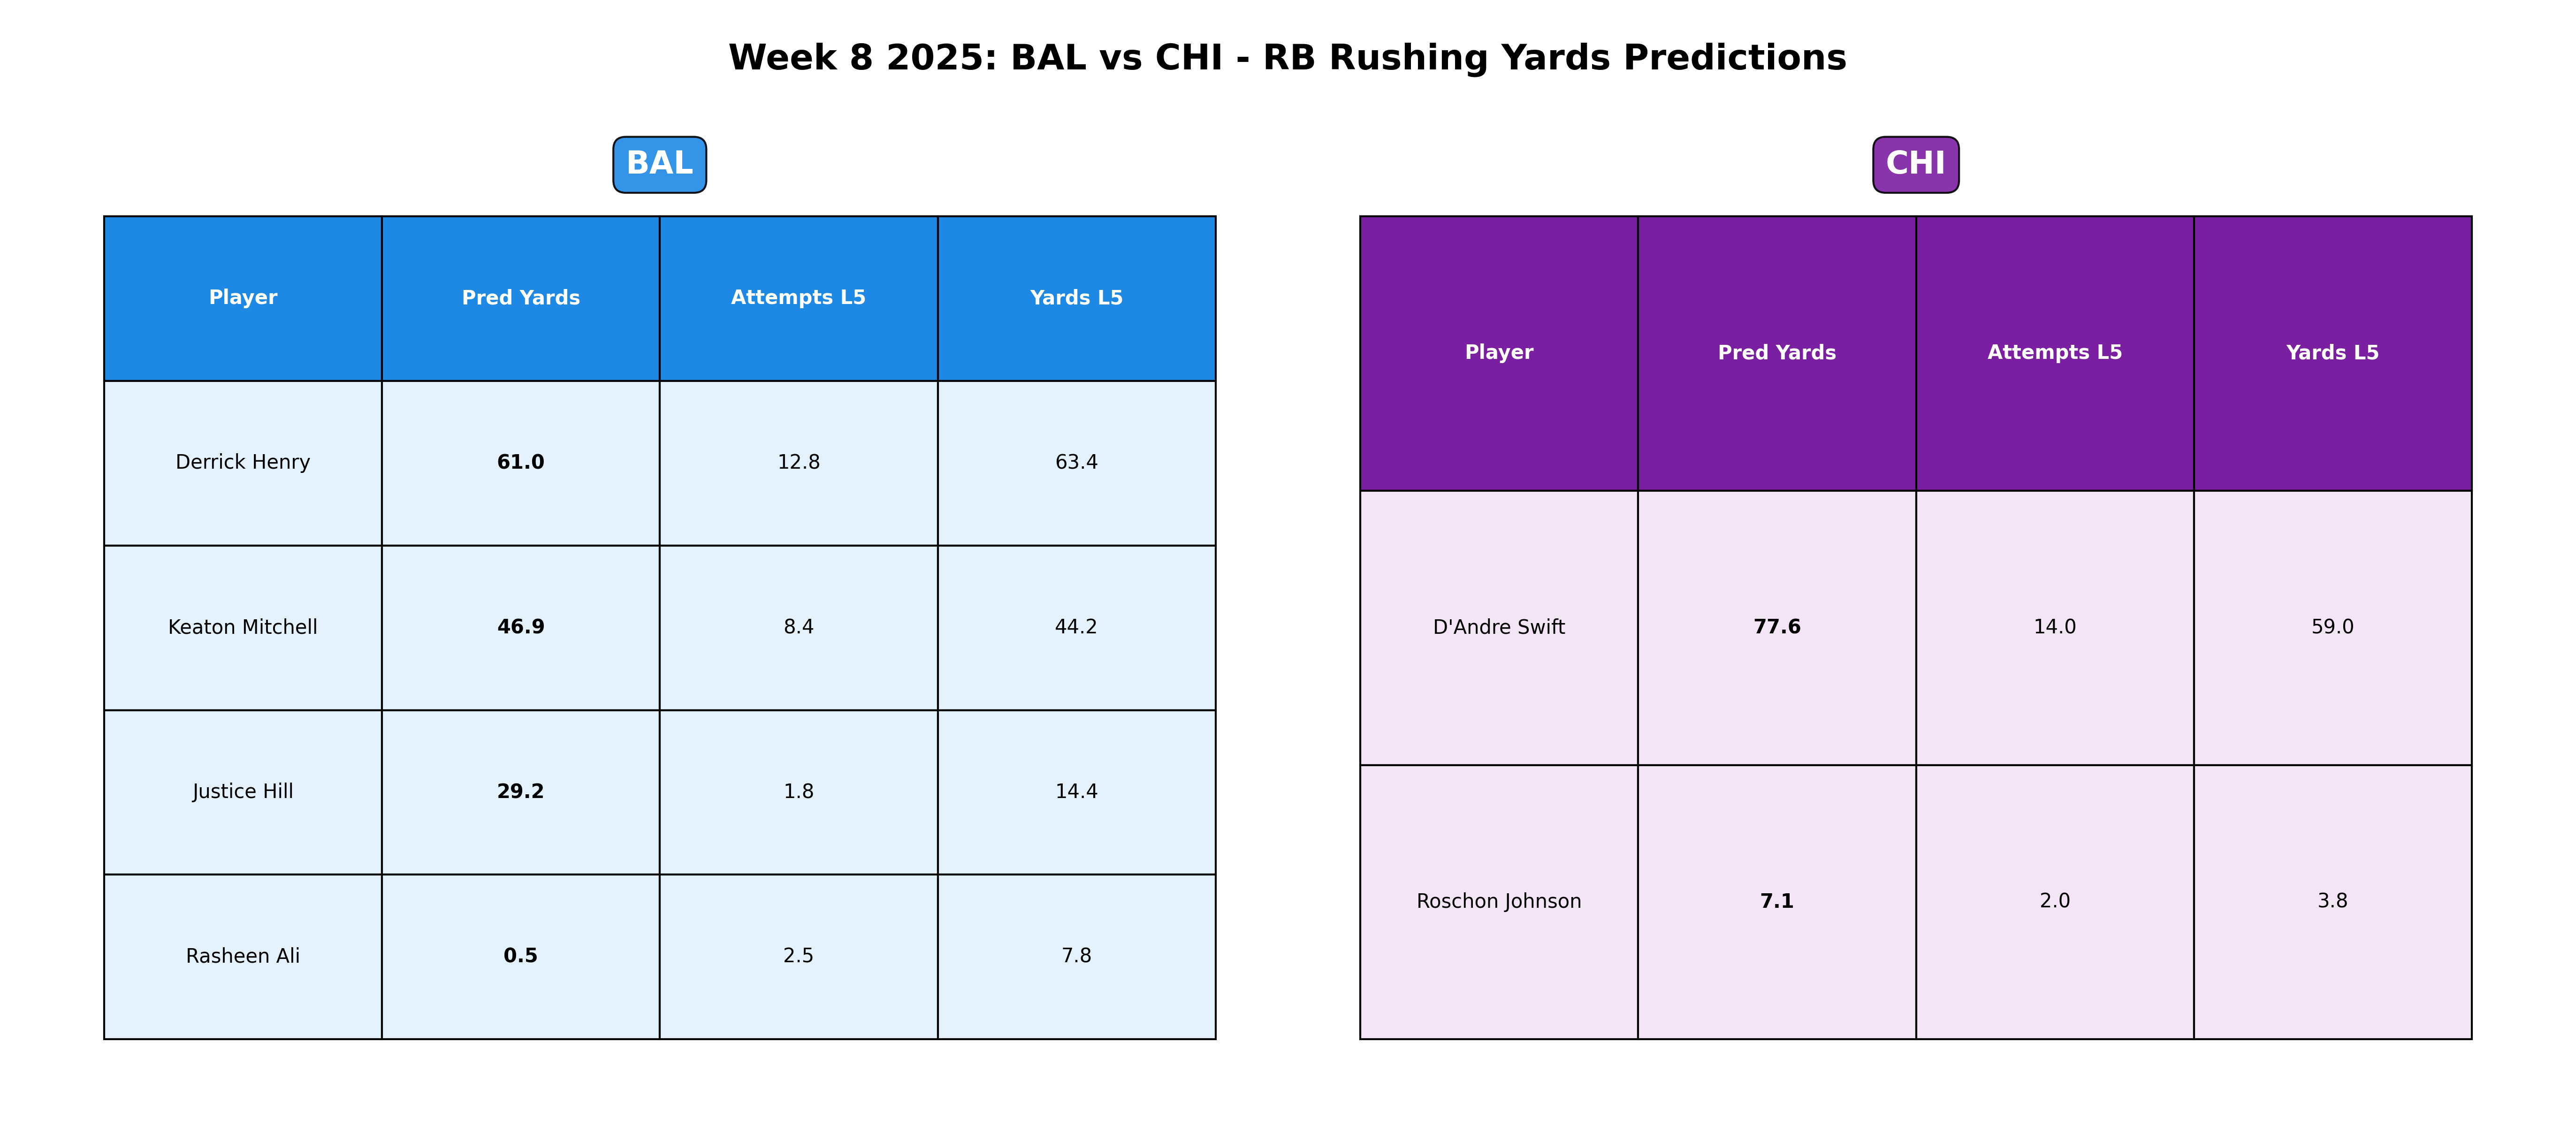 Week 8 2025: BAL vs CHI - RB Rushing Yards Predictions
BAL
Player Pred Yards Attempts L5 Yards L5
Derrick Henry 61.0 12.8 63.4
Keaton Mitchell 46.9 8.4 44.2
Justice Hill 29.2 1.8 14.4
Rasheen Ali 0.5 2.5 7.8
CHI
Player Pred Yards Attempts L5 Yards L5
D'Andre Swift 77.6 14.0 59.0
Roschon Johnson 7.1 2.0 3.8